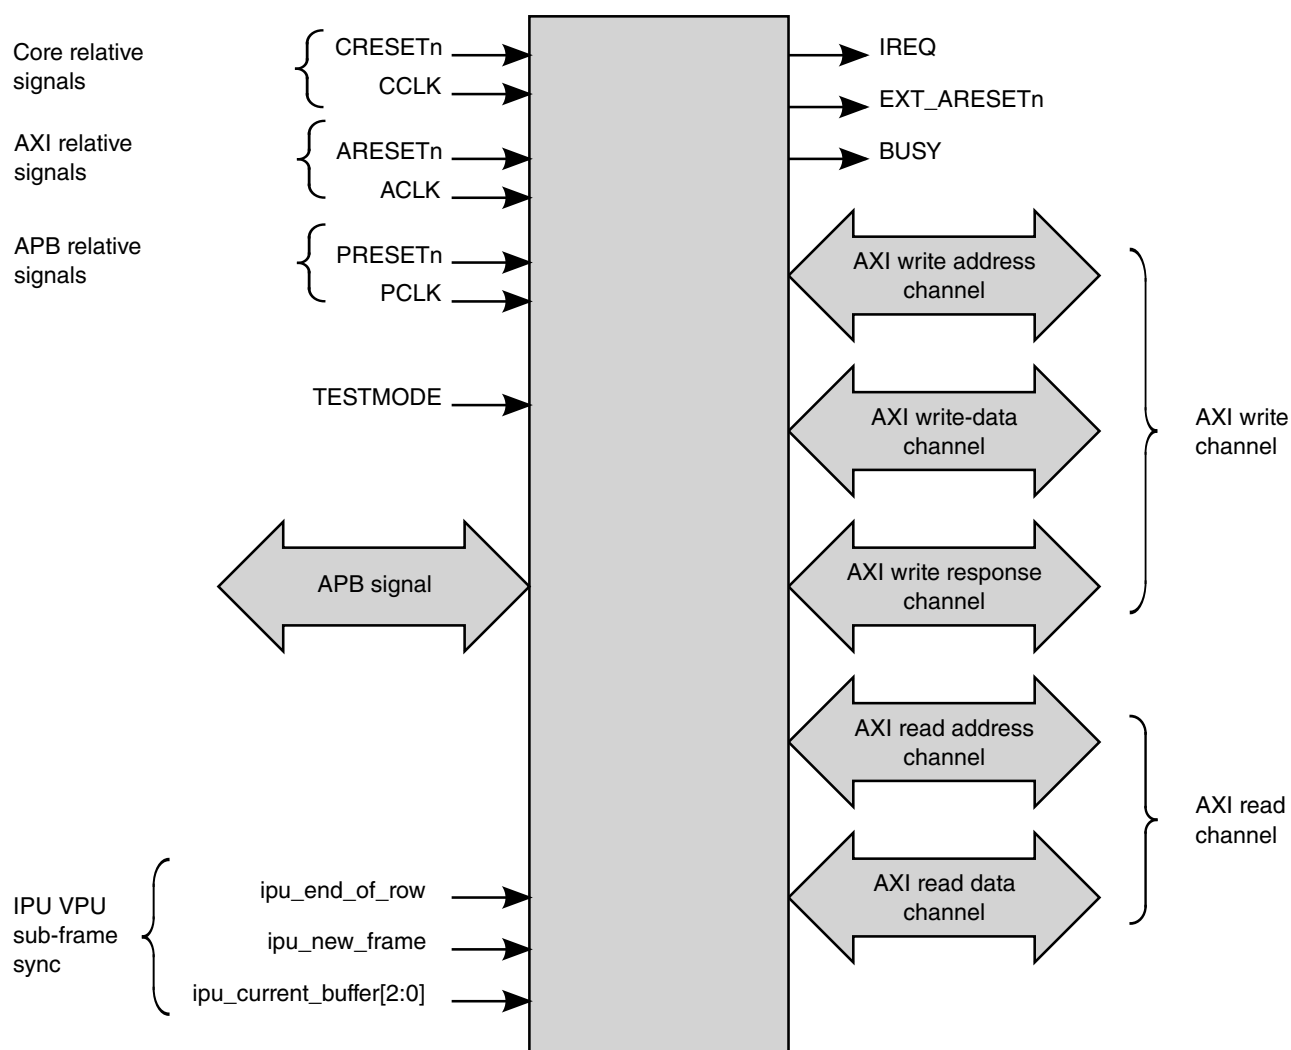 Core relative
signals
CRESETn
CCLK
AXI relative
signals
ARESETn
ACLK
APB relative
signals
PRESETn
PCLK
TESTMODE
APB signal
IPU VPU
sub-frame
sync
ipu_end_of_row
ipu_new_frame
ipu_current_buffer[2:0]
IREQ
EXT_ARESETn
BUSY
AXI write address
channel
AXI write-data
channel
AXI write response
channel
AXI write
channel
AXI read address
channel
AXI read data
channel
AXI read
channel